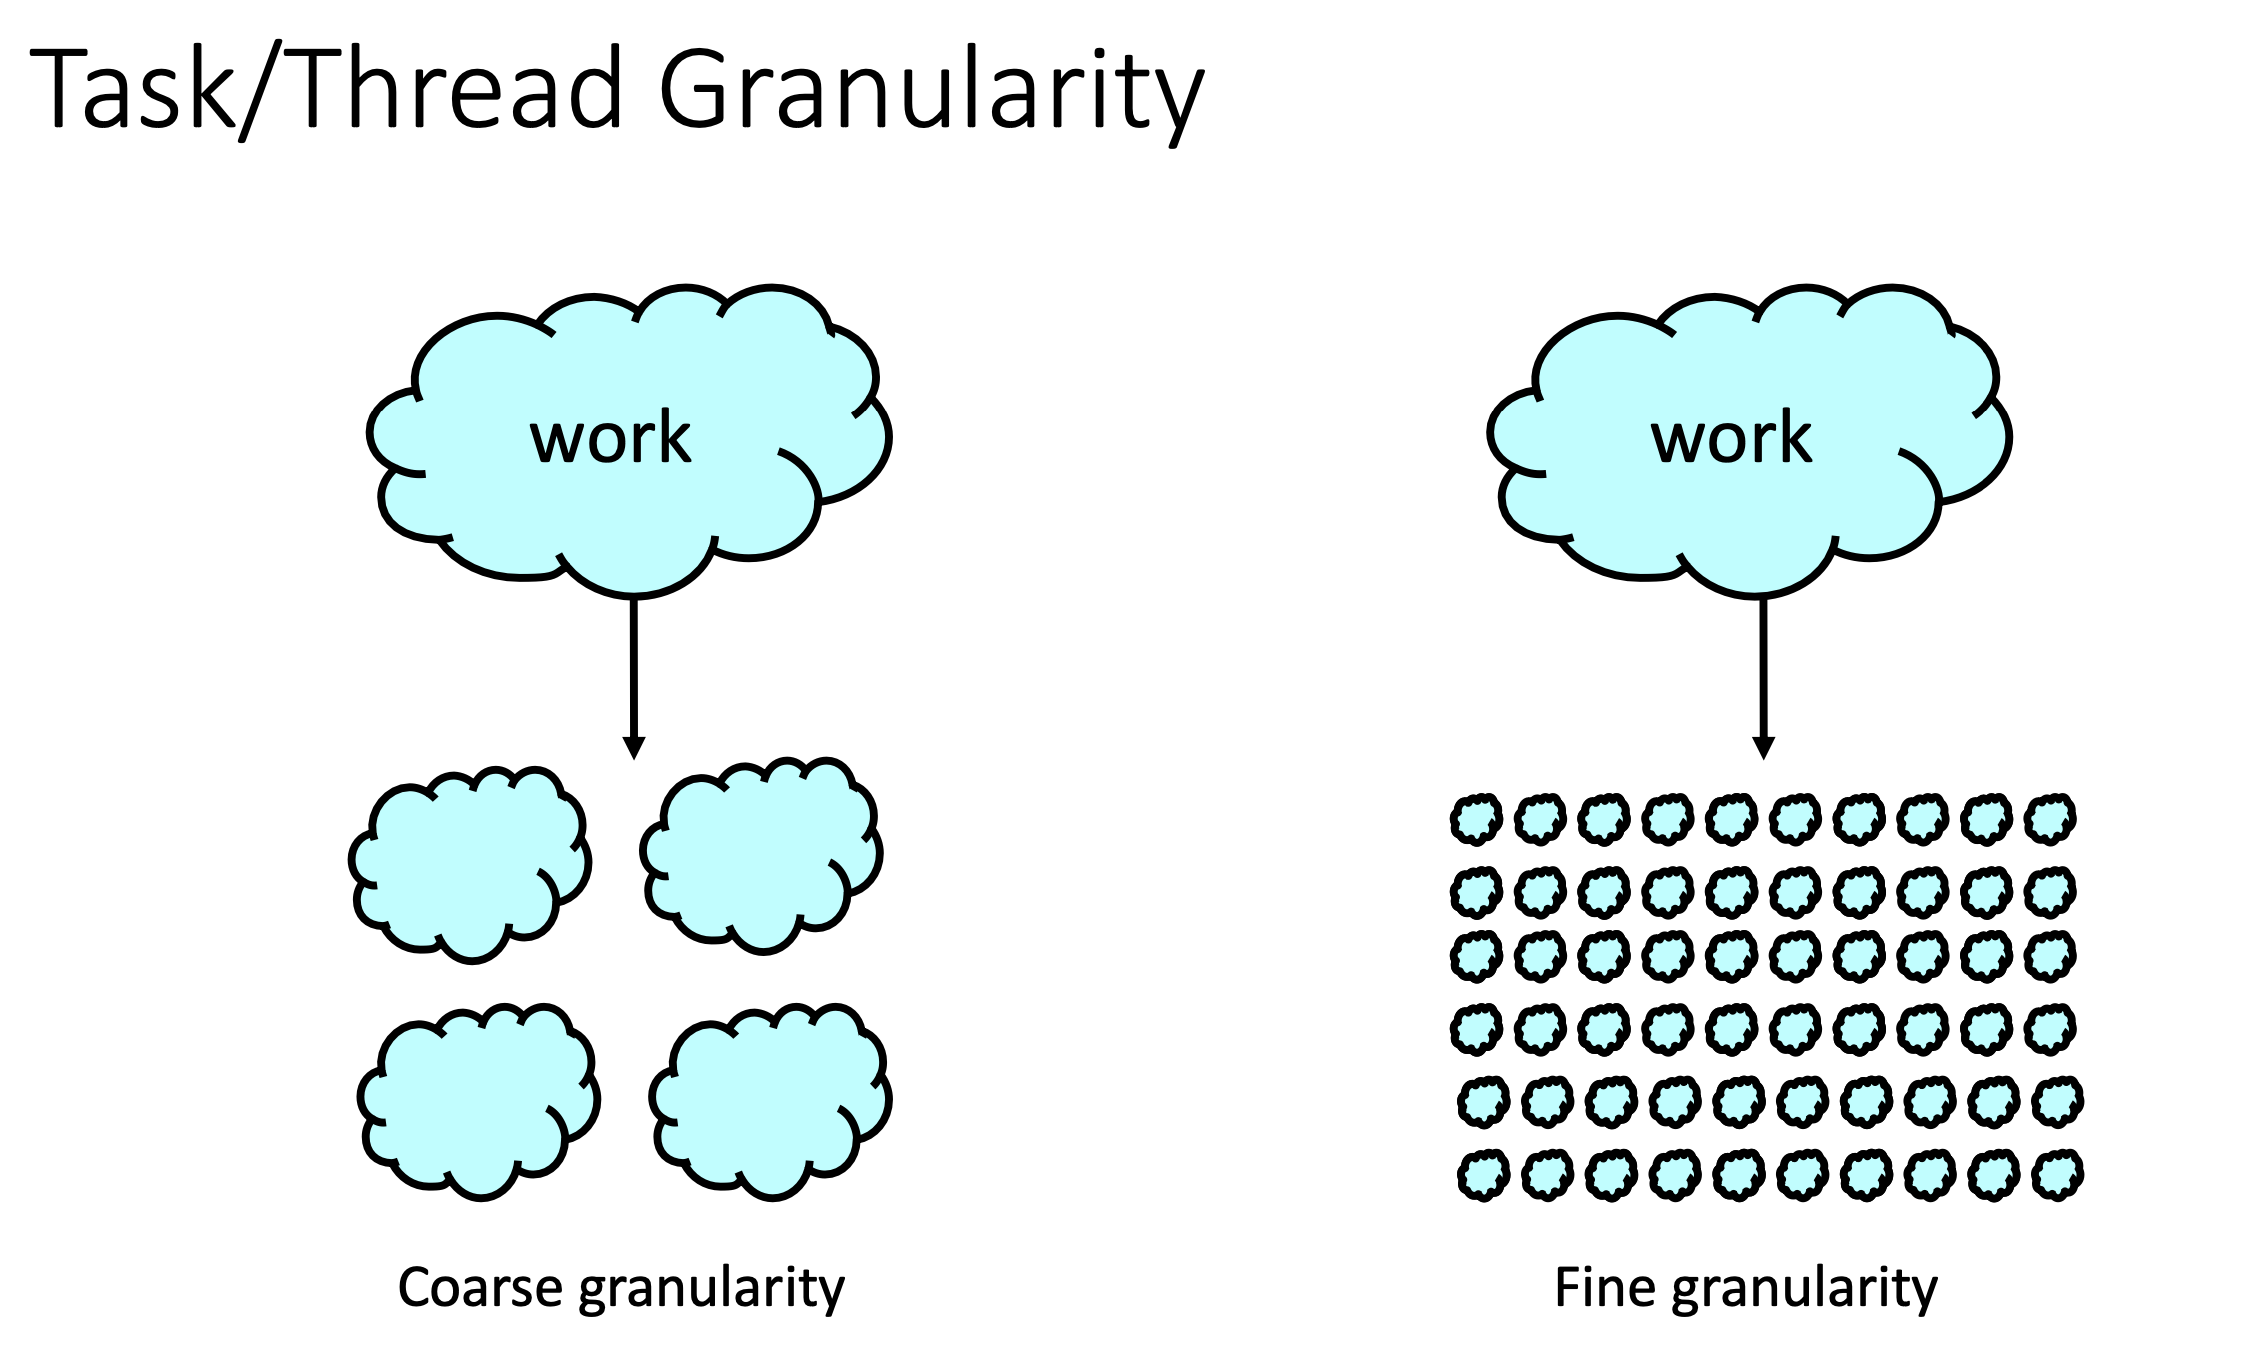 Task/Thread Granularity
work
work
Coarse granularity
Fine granularity